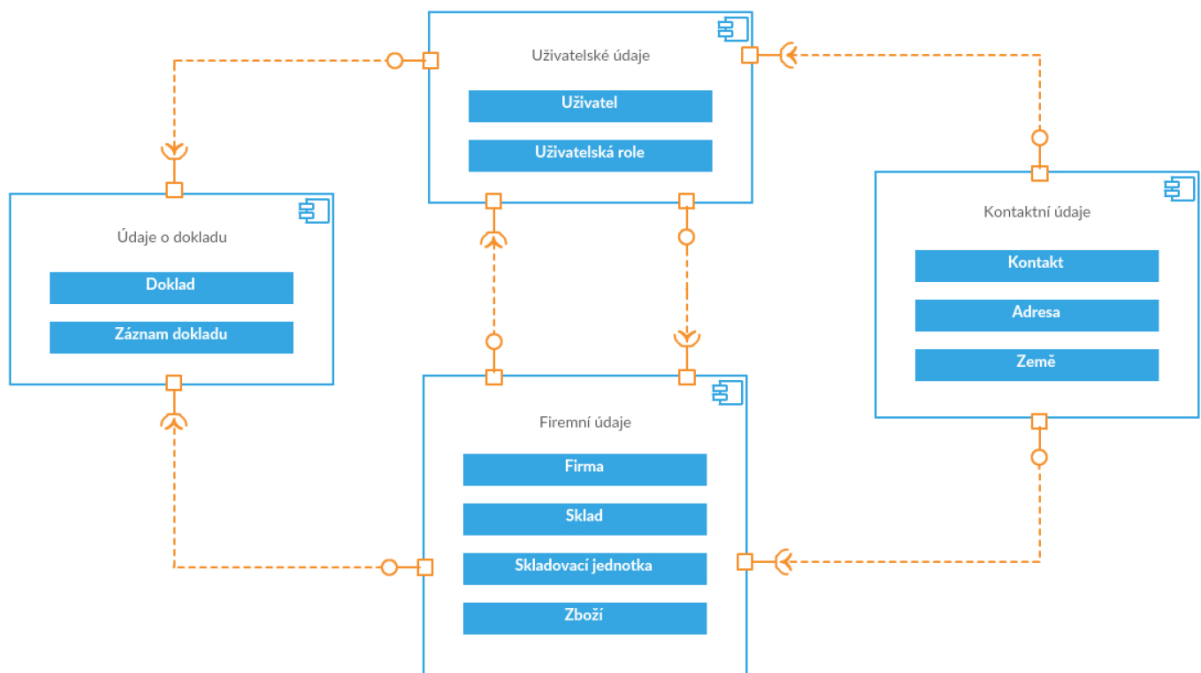 Uživatelské údaje
Uživatel
Uživatelská role
Údaje o dokladu
Doklad
Záznam dokladu
Kontaktní údaje
Kontakt
Adresa
Země
Firemní údaje
Firma
Sklad
Skladovací jednotka
Zboží